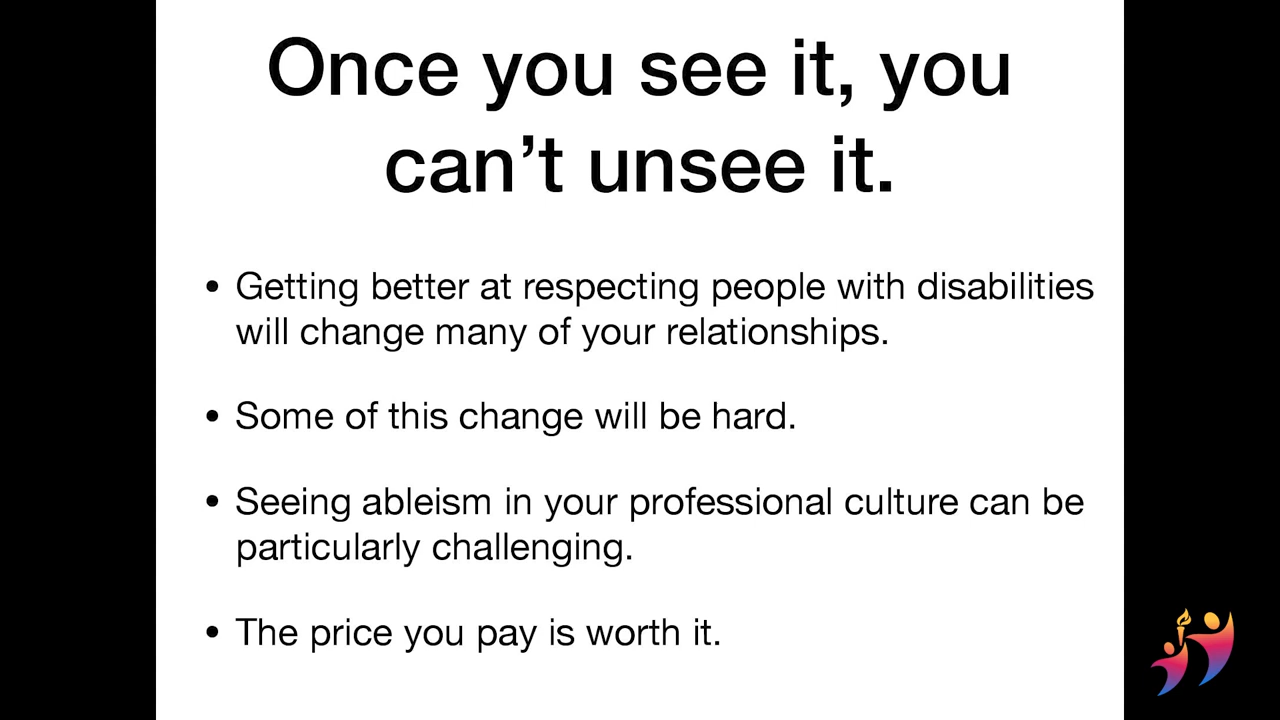 Once you see it, you
can’t unsee it.
• Getting better at respecting people with disabilities
will change many of your relationships.
• Some of this change will be hard.
• Seeing ableism in your professional culture can be
particularly challenging.
• The price you pay is worth it.